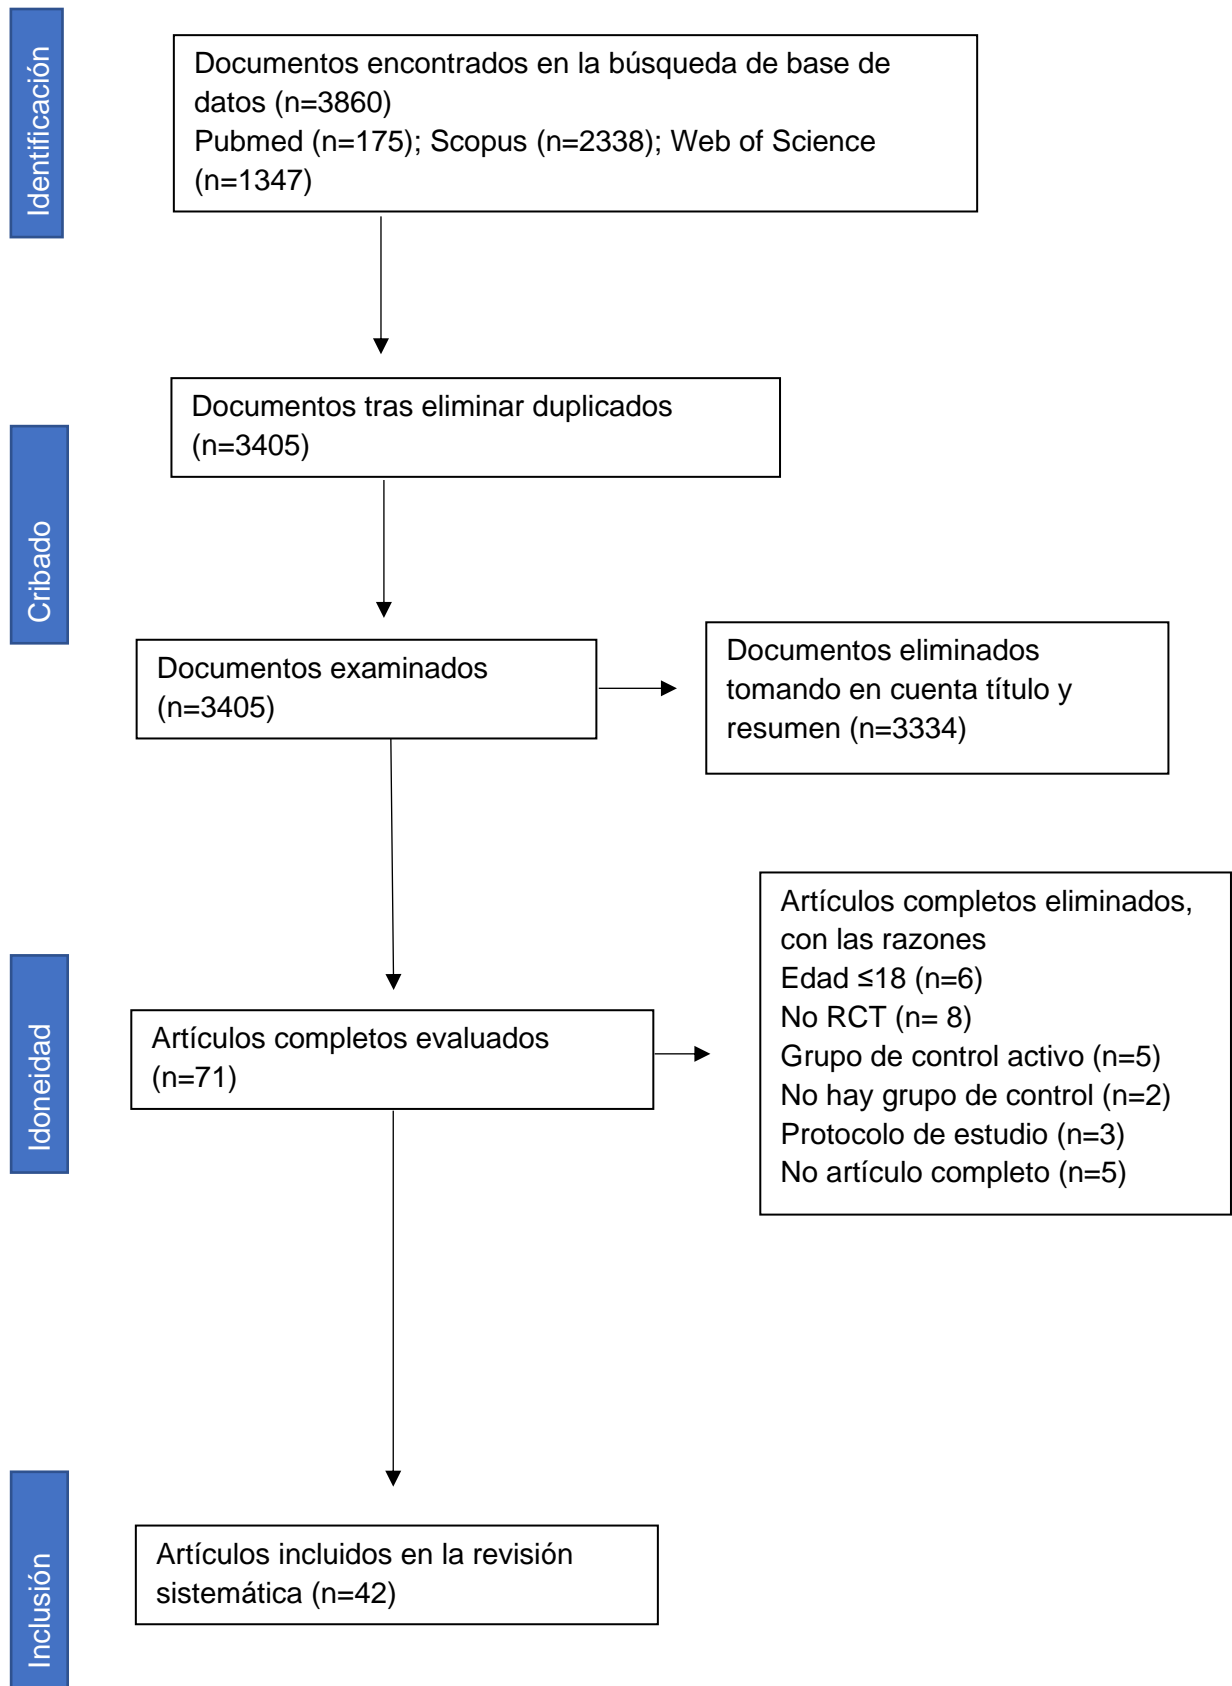 Identificación
Documentos encontrados en la búsqueda de base de
datos (n=3860)
Pubmed (n=175); Scopus (n=2338); Web of Science
(n=1347)
Documentos tras eliminar duplicados
(n=3405)
Cribado
Documentos examinados
(n=3405)
Documentos eliminados
tomando en cuenta título y
resumen (n=3334)
Idoneidad
Artículos completos evaluados
(n=71)
Artículos completos eliminados,
con las razones
Edad ≤18 (n=6)
No RCT (n= 8)
Grupo de control activo (n=5)
No hay grupo de control (n=2)
Protocolo de estudio (n=3)
No artículo completo (n=5)
Inclusión
Artículos incluidos en la revisión
sistemática (n=42)